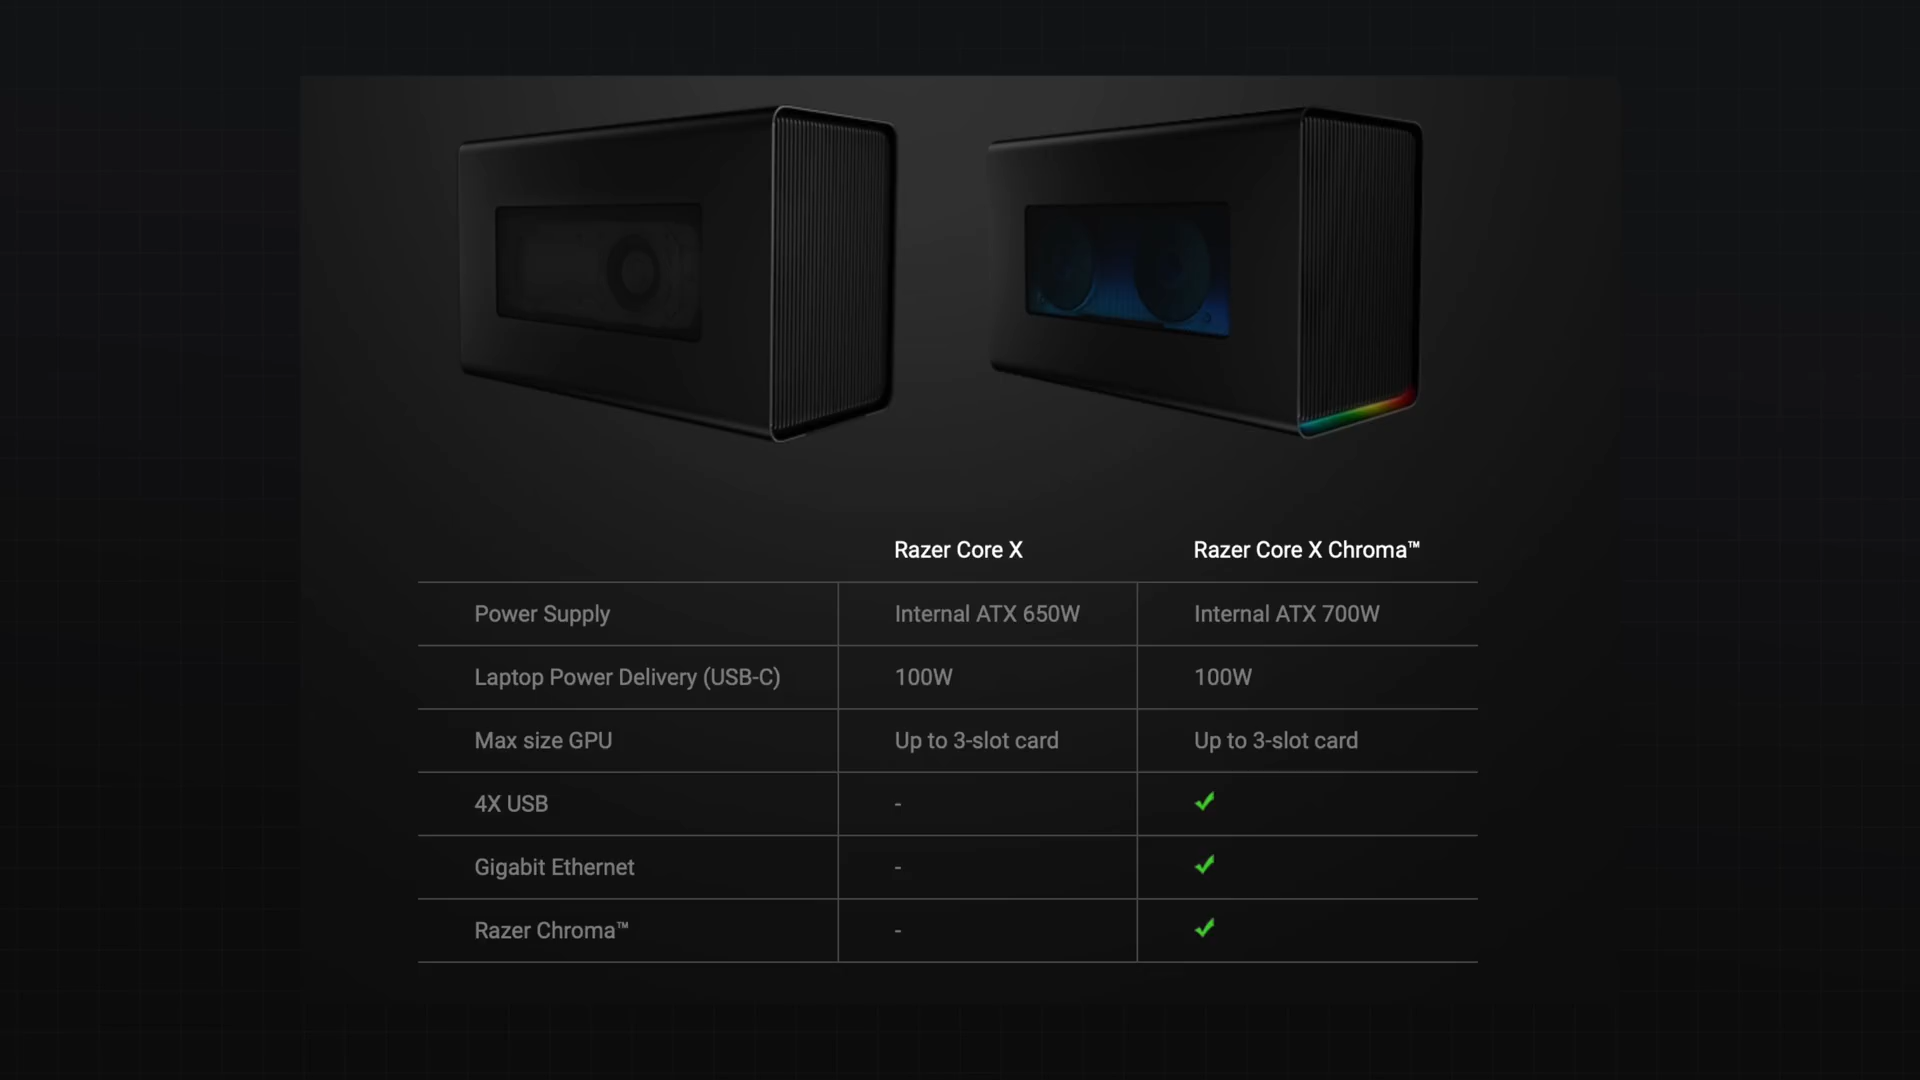 Razer Core X Razer Core X Chroma™
Power Supply Internal ATX 650W Internal ATX 700W
Laptop Power Delivery (USB-C) 100W 100W
Max size GPU Up to 3-slot card Up to 3-slot card
4X USB - ✓
Gigabit Ethernet - ✓
Razer Chroma™ - ✓